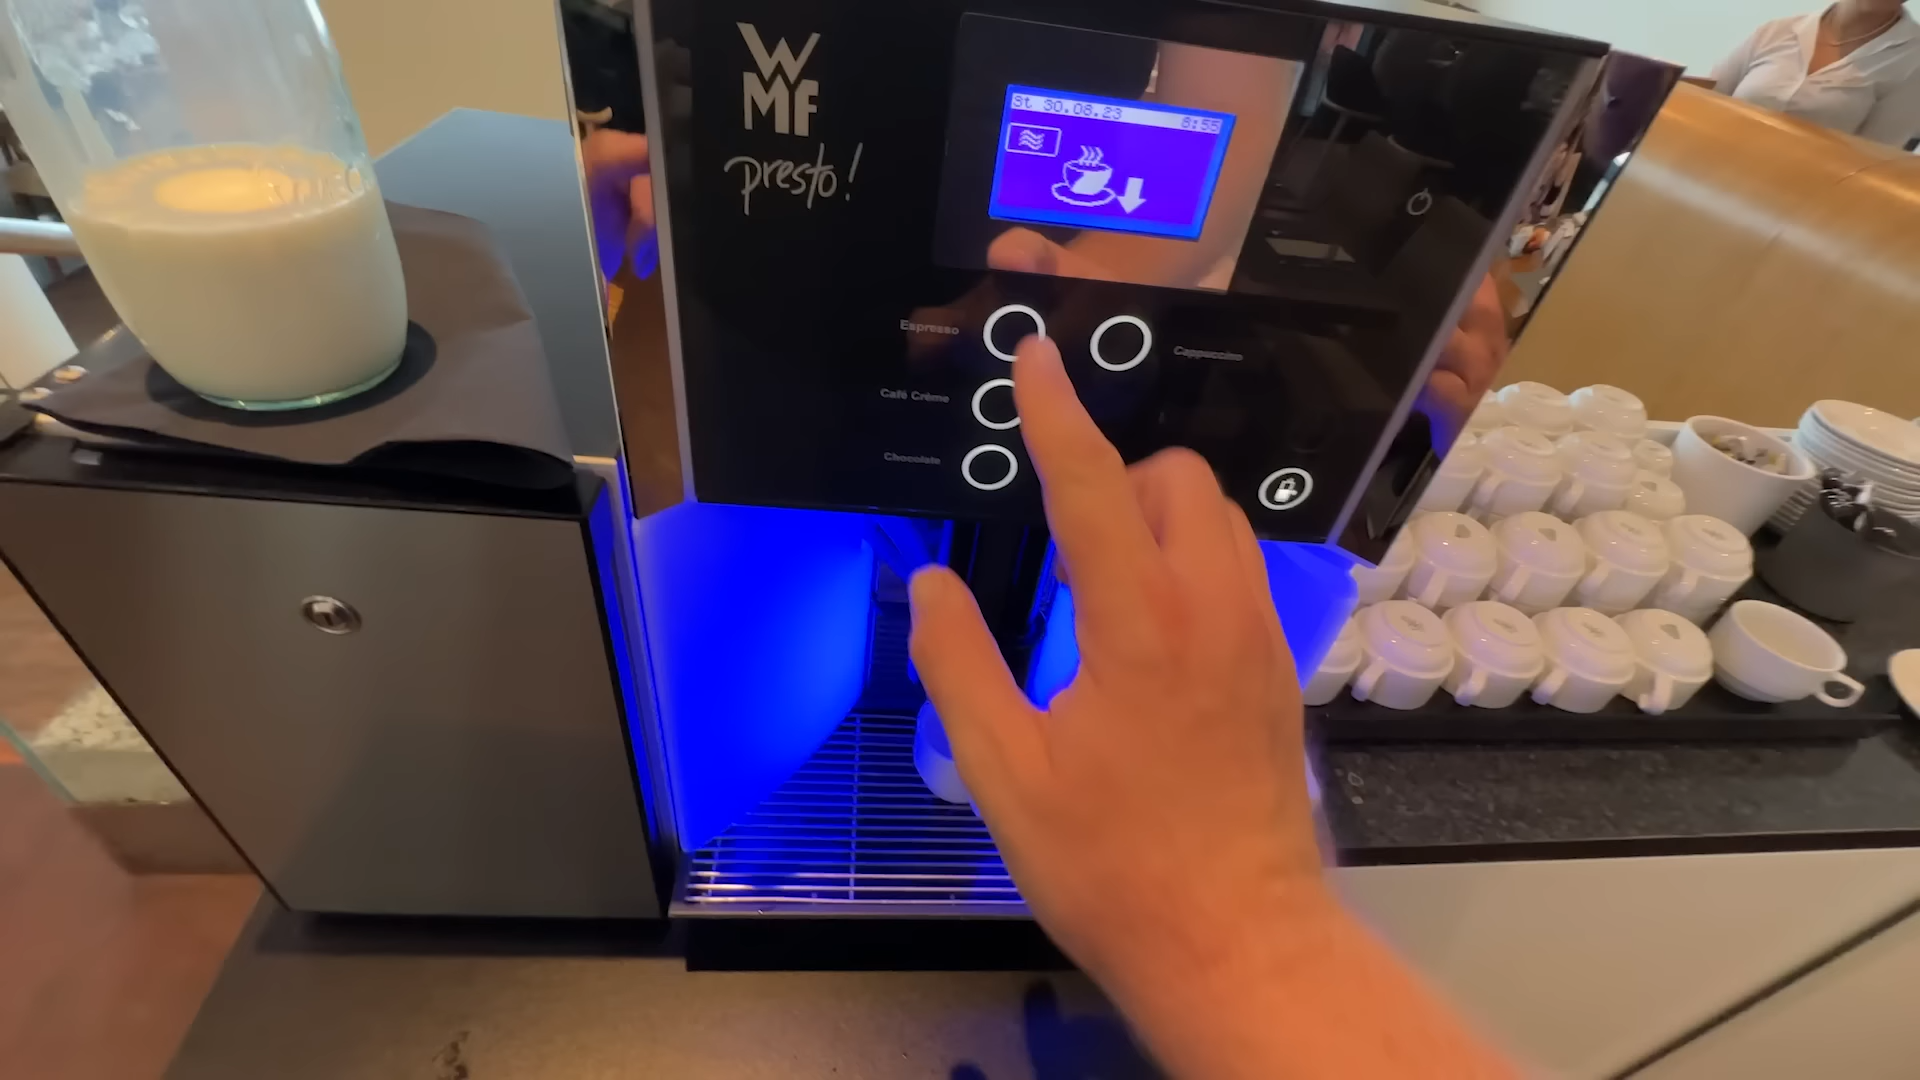 WMF
presto!
St 30.08.23 8:55
Espresso
Cappuccino
Café Crème
Chocolate